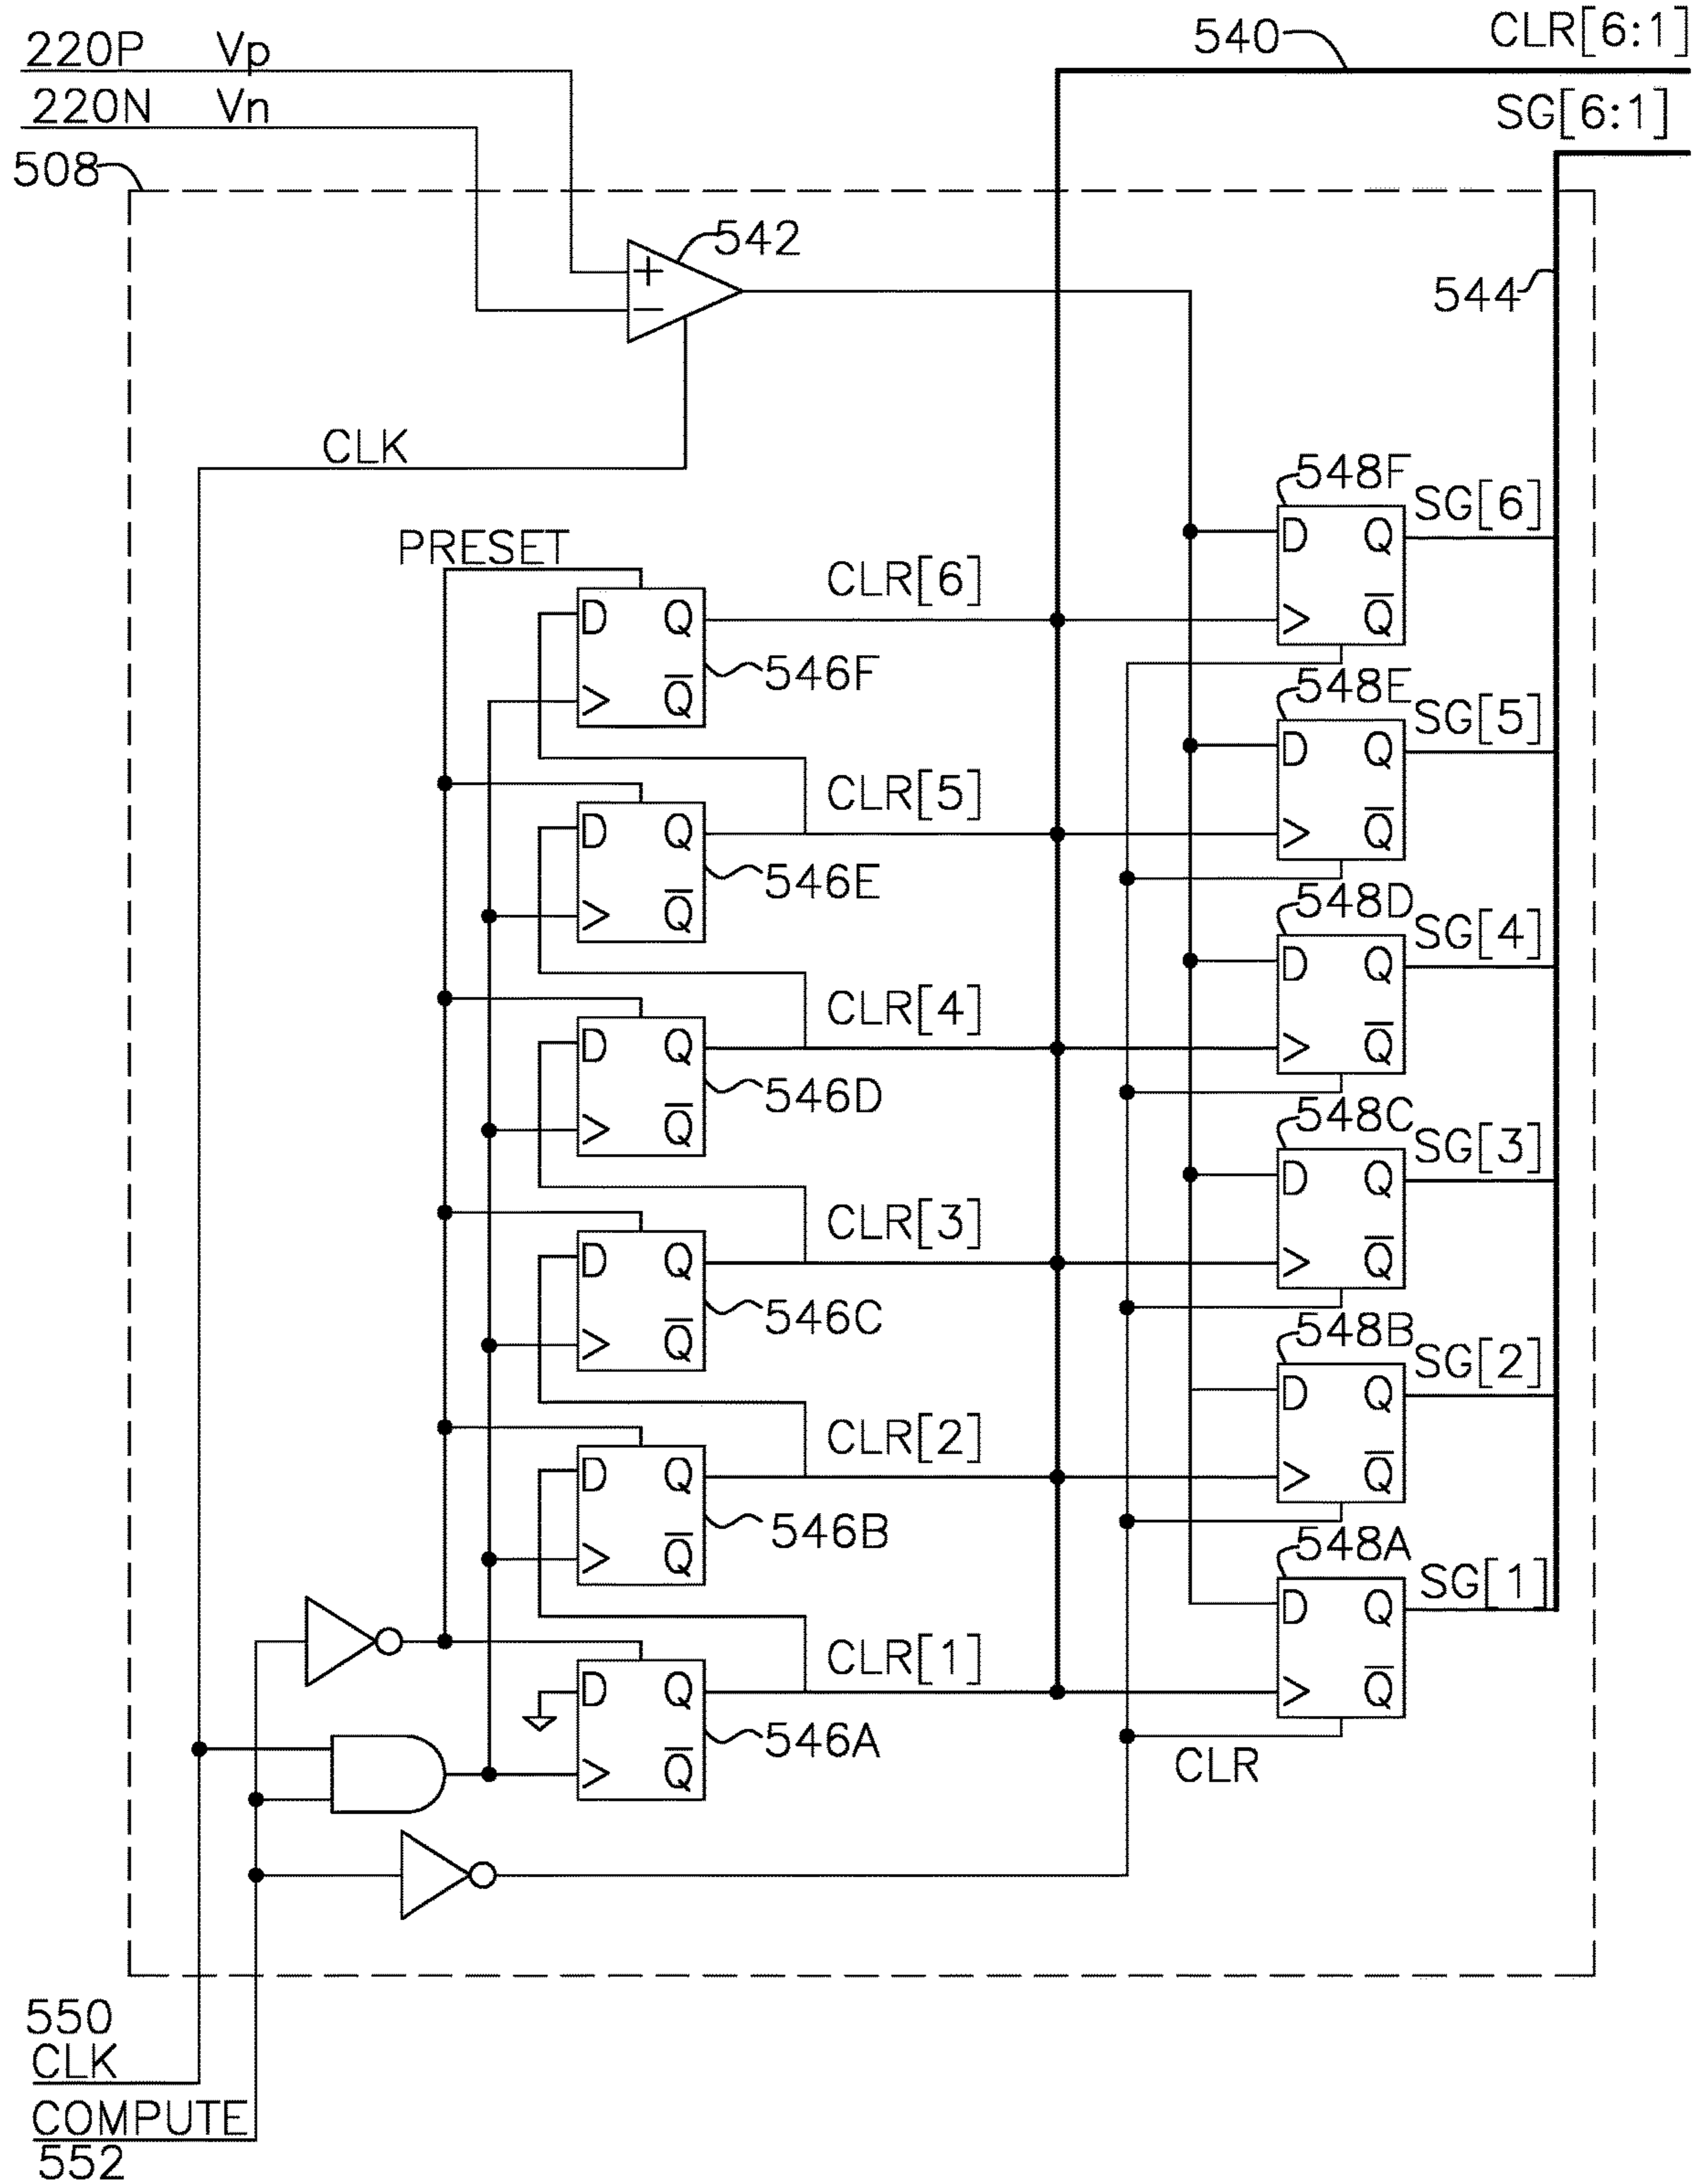 540
CLR[6:1]
220P Vp
220N Vn
SG[6:1]
508
542
+
−
544
CLK
548F
SG[6]
D Q
Q̅
PRESET
CLR[6]
D Q
546F
Q̅
548E
SG[5]
D Q
Q̅
CLR[5]
D Q
546E
Q̅
548D
SG[4]
D Q
Q̅
CLR[4]
D Q
546D
Q̅
548C
SG[3]
D Q
Q̅
CLR[3]
D Q
546C
Q̅
548B
SG[2]
D Q
Q̅
CLR[2]
D Q
546B
Q̅
548A
SG[1]
D Q
Q̅
CLR[1]
D Q
546A
Q̅
CLR
550
CLK
COMPUTE
552